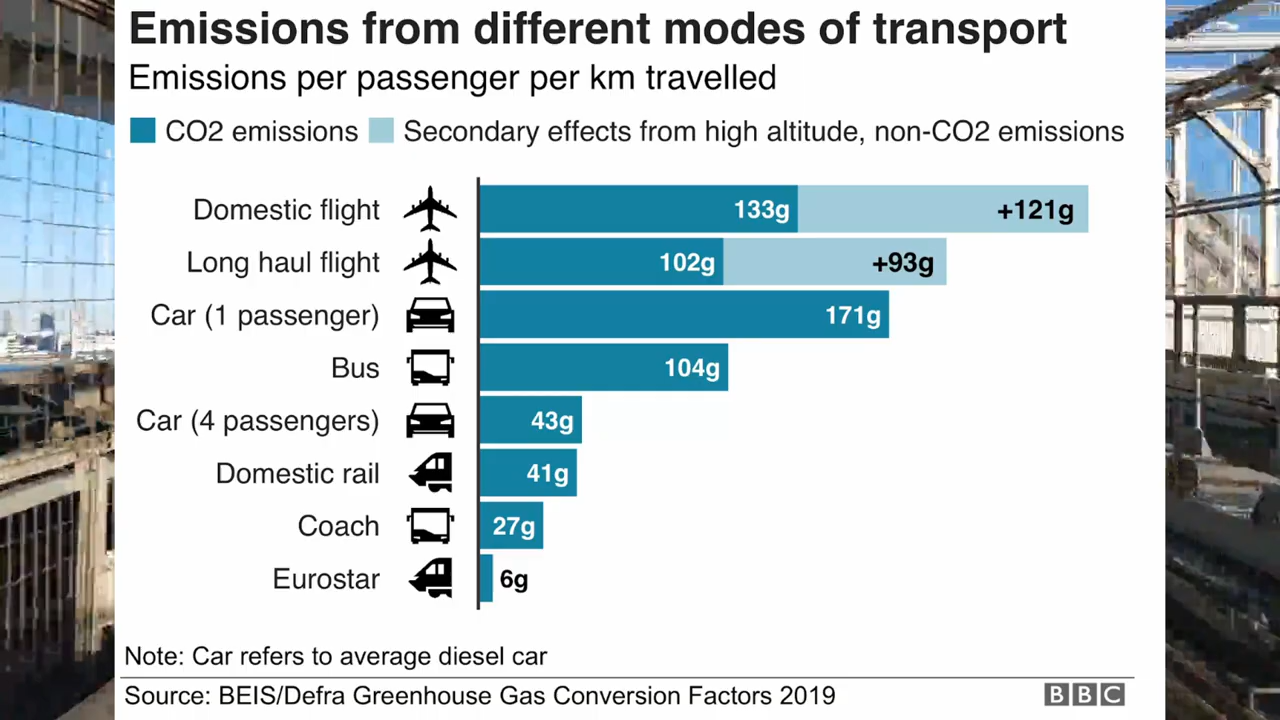 Emissions from different modes of transport
Emissions per passenger per km travelled
CO2 emissions Secondary effects from high altitude, non-CO2 emissions
Domestic flight 133g +121g
Long haul flight 102g +93g
Car (1 passenger) 171g
Bus 104g
Car (4 passengers) 43g
Domestic rail 41g
Coach 27g
Eurostar 6g
Note: Car refers to average diesel car
Source: BEIS/Defra Greenhouse Gas Conversion Factors 2019 BBC